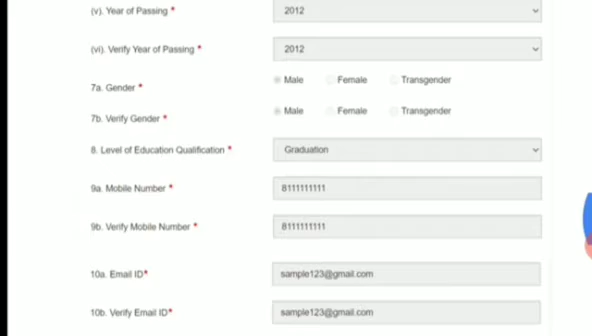 (v). Year of Passing * 2012
(vi). Verify Year of Passing * 2012
7a. Gender * Male Female Transgender
7b. Verify Gender * Male Female Transgender
8. Level of Education Qualification * Graduation
9a. Mobile Number * 8111111111
9b. Verify Mobile Number * 8111111111
10a. Email ID* sample123@gmail.com
10b. Verify Email ID* sample123@gmail.com